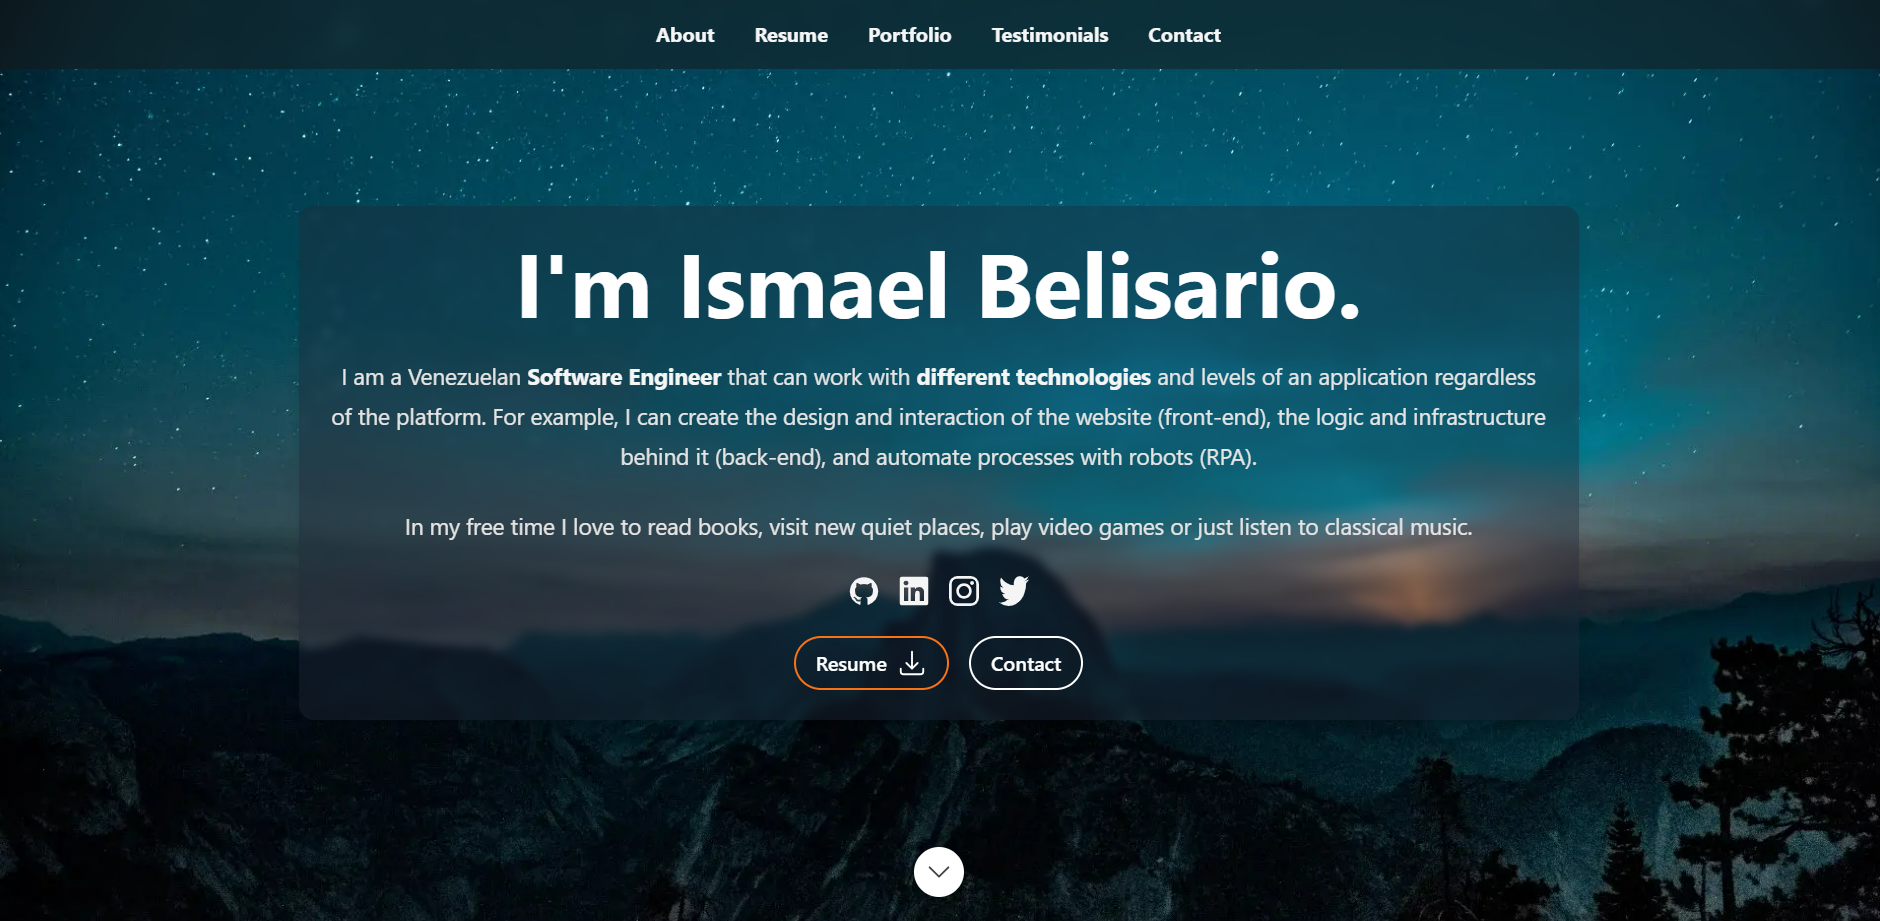 About Resume Portfolio Testimonials Contact
I'm Ismael Belisario.
I am a Venezuelan Software Engineer that can work with different technologies and levels of an application regardless
of the platform. For example, I can create the design and interaction of the website (front-end), the logic and infrastructure
behind it (back-end), and automate processes with robots (RPA).
In my free time I love to read books, visit new quiet places, play video games or just listen to classical music.
in
Resume Contact